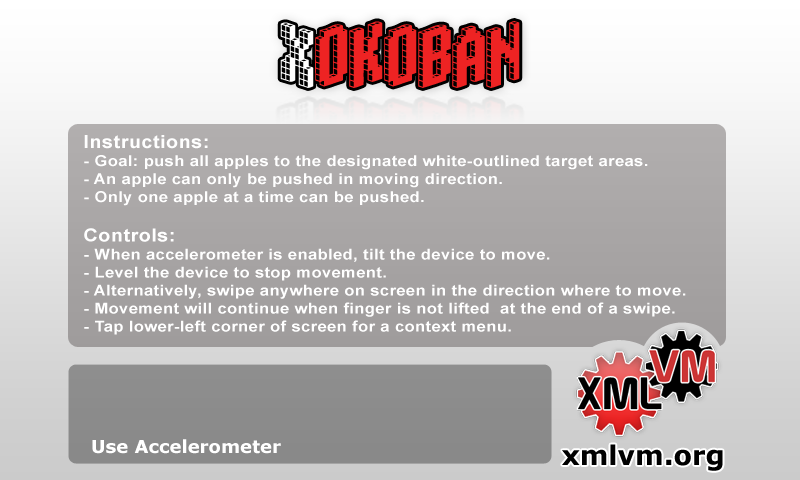 XOKOBAN
Instructions:
- Goal: push all apples to the designated white-outlined target areas.
- An apple can only be pushed in moving direction.
- Only one apple at a time can be pushed.
Controls:
- When accelerometer is enabled, tilt the device to move.
- Level the device to stop movement.
- Alternatively, swipe anywhere on screen in the direction where to move.
- Movement will continue when finger is not lifted  at the end of a swipe.
- Tap lower-left corner of screen for a context menu.
Use Accelerometer
XMLVM
xmlvm.org